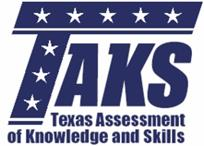 TAKS
Texas Assessment
of Knowledge and Skills